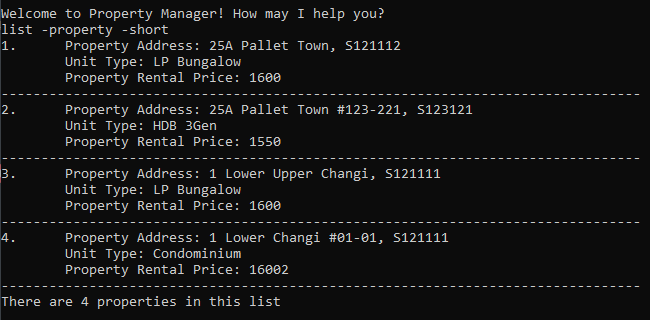 Welcome to Property Manager! How may I help you?
list -property -short
1.      Property Address: 25A Pallet Town, S121112
        Unit Type: LP Bungalow
        Property Rental Price: 1600
--------------------------------------------------------------------------------
2.      Property Address: 25A Pallet Town #123-221, S123121
        Unit Type: HDB 3Gen
        Property Rental Price: 1550
--------------------------------------------------------------------------------
3.      Property Address: 1 Lower Upper Changi, S121111
        Unit Type: LP Bungalow
        Property Rental Price: 1600
--------------------------------------------------------------------------------
4.      Property Address: 1 Lower Changi #01-01, S121111
        Unit Type: Condominium
        Property Rental Price: 16002
--------------------------------------------------------------------------------
There are 4 properties in this list